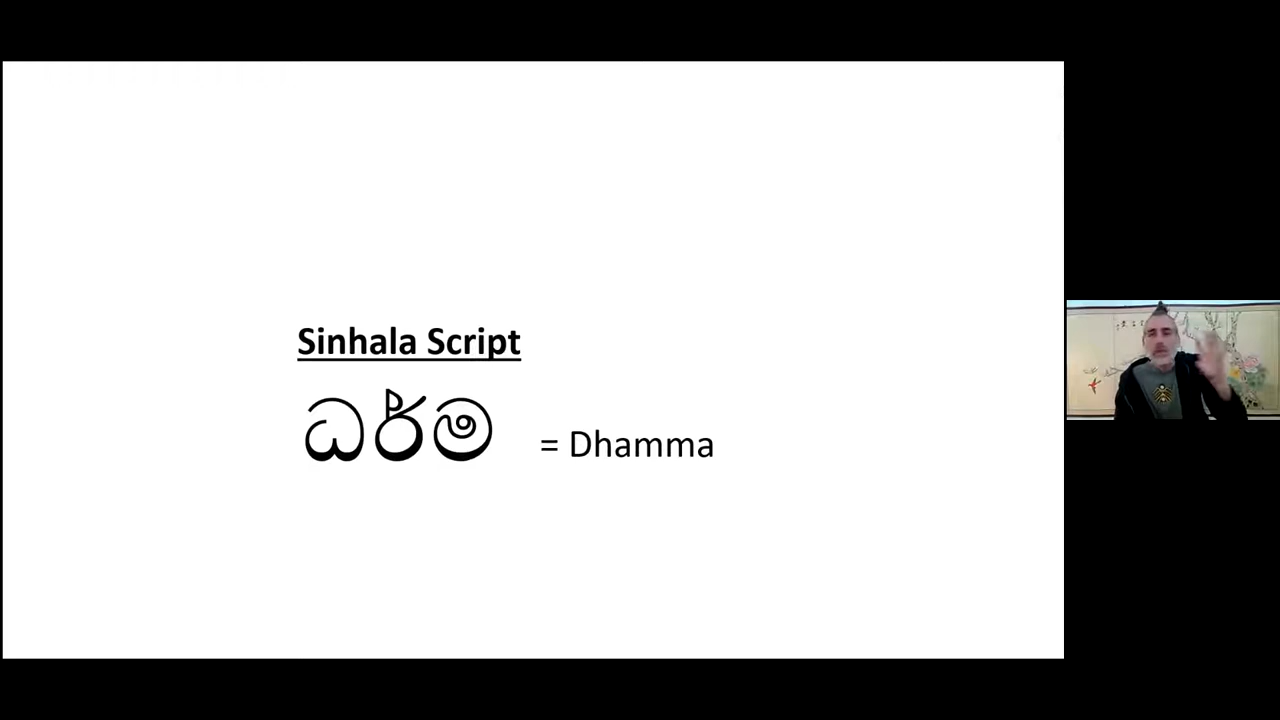 Sinhala Script
ධර්ම = Dhamma